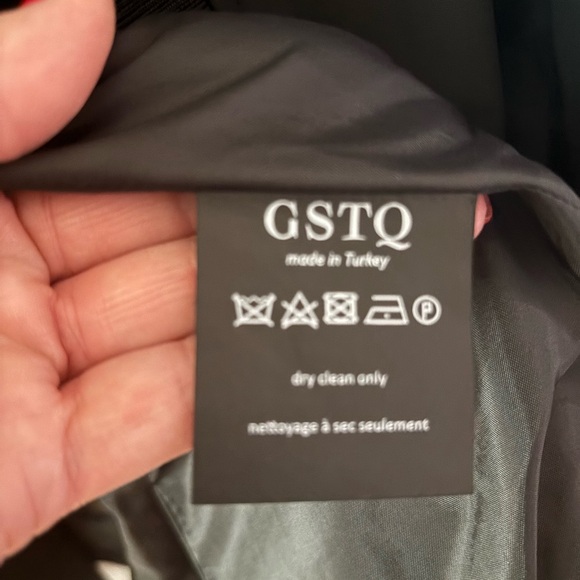 GSTQ
made in Turkey
P
dry clean only
nettoyage à sec seulement